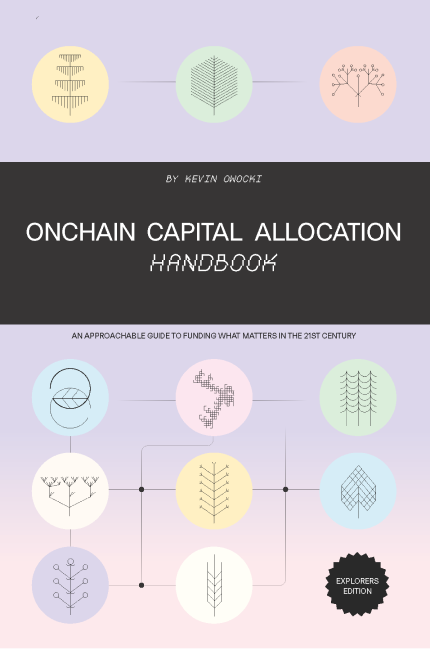 BY KEVIN OWOCKI
ONCHAIN CAPITAL ALLOCATION
HANDBOOK
AN APPROACHABLE GUIDE TO FUNDING WHAT MATTERS IN THE 21ST CENTURY
EXPLORERS
EDITION